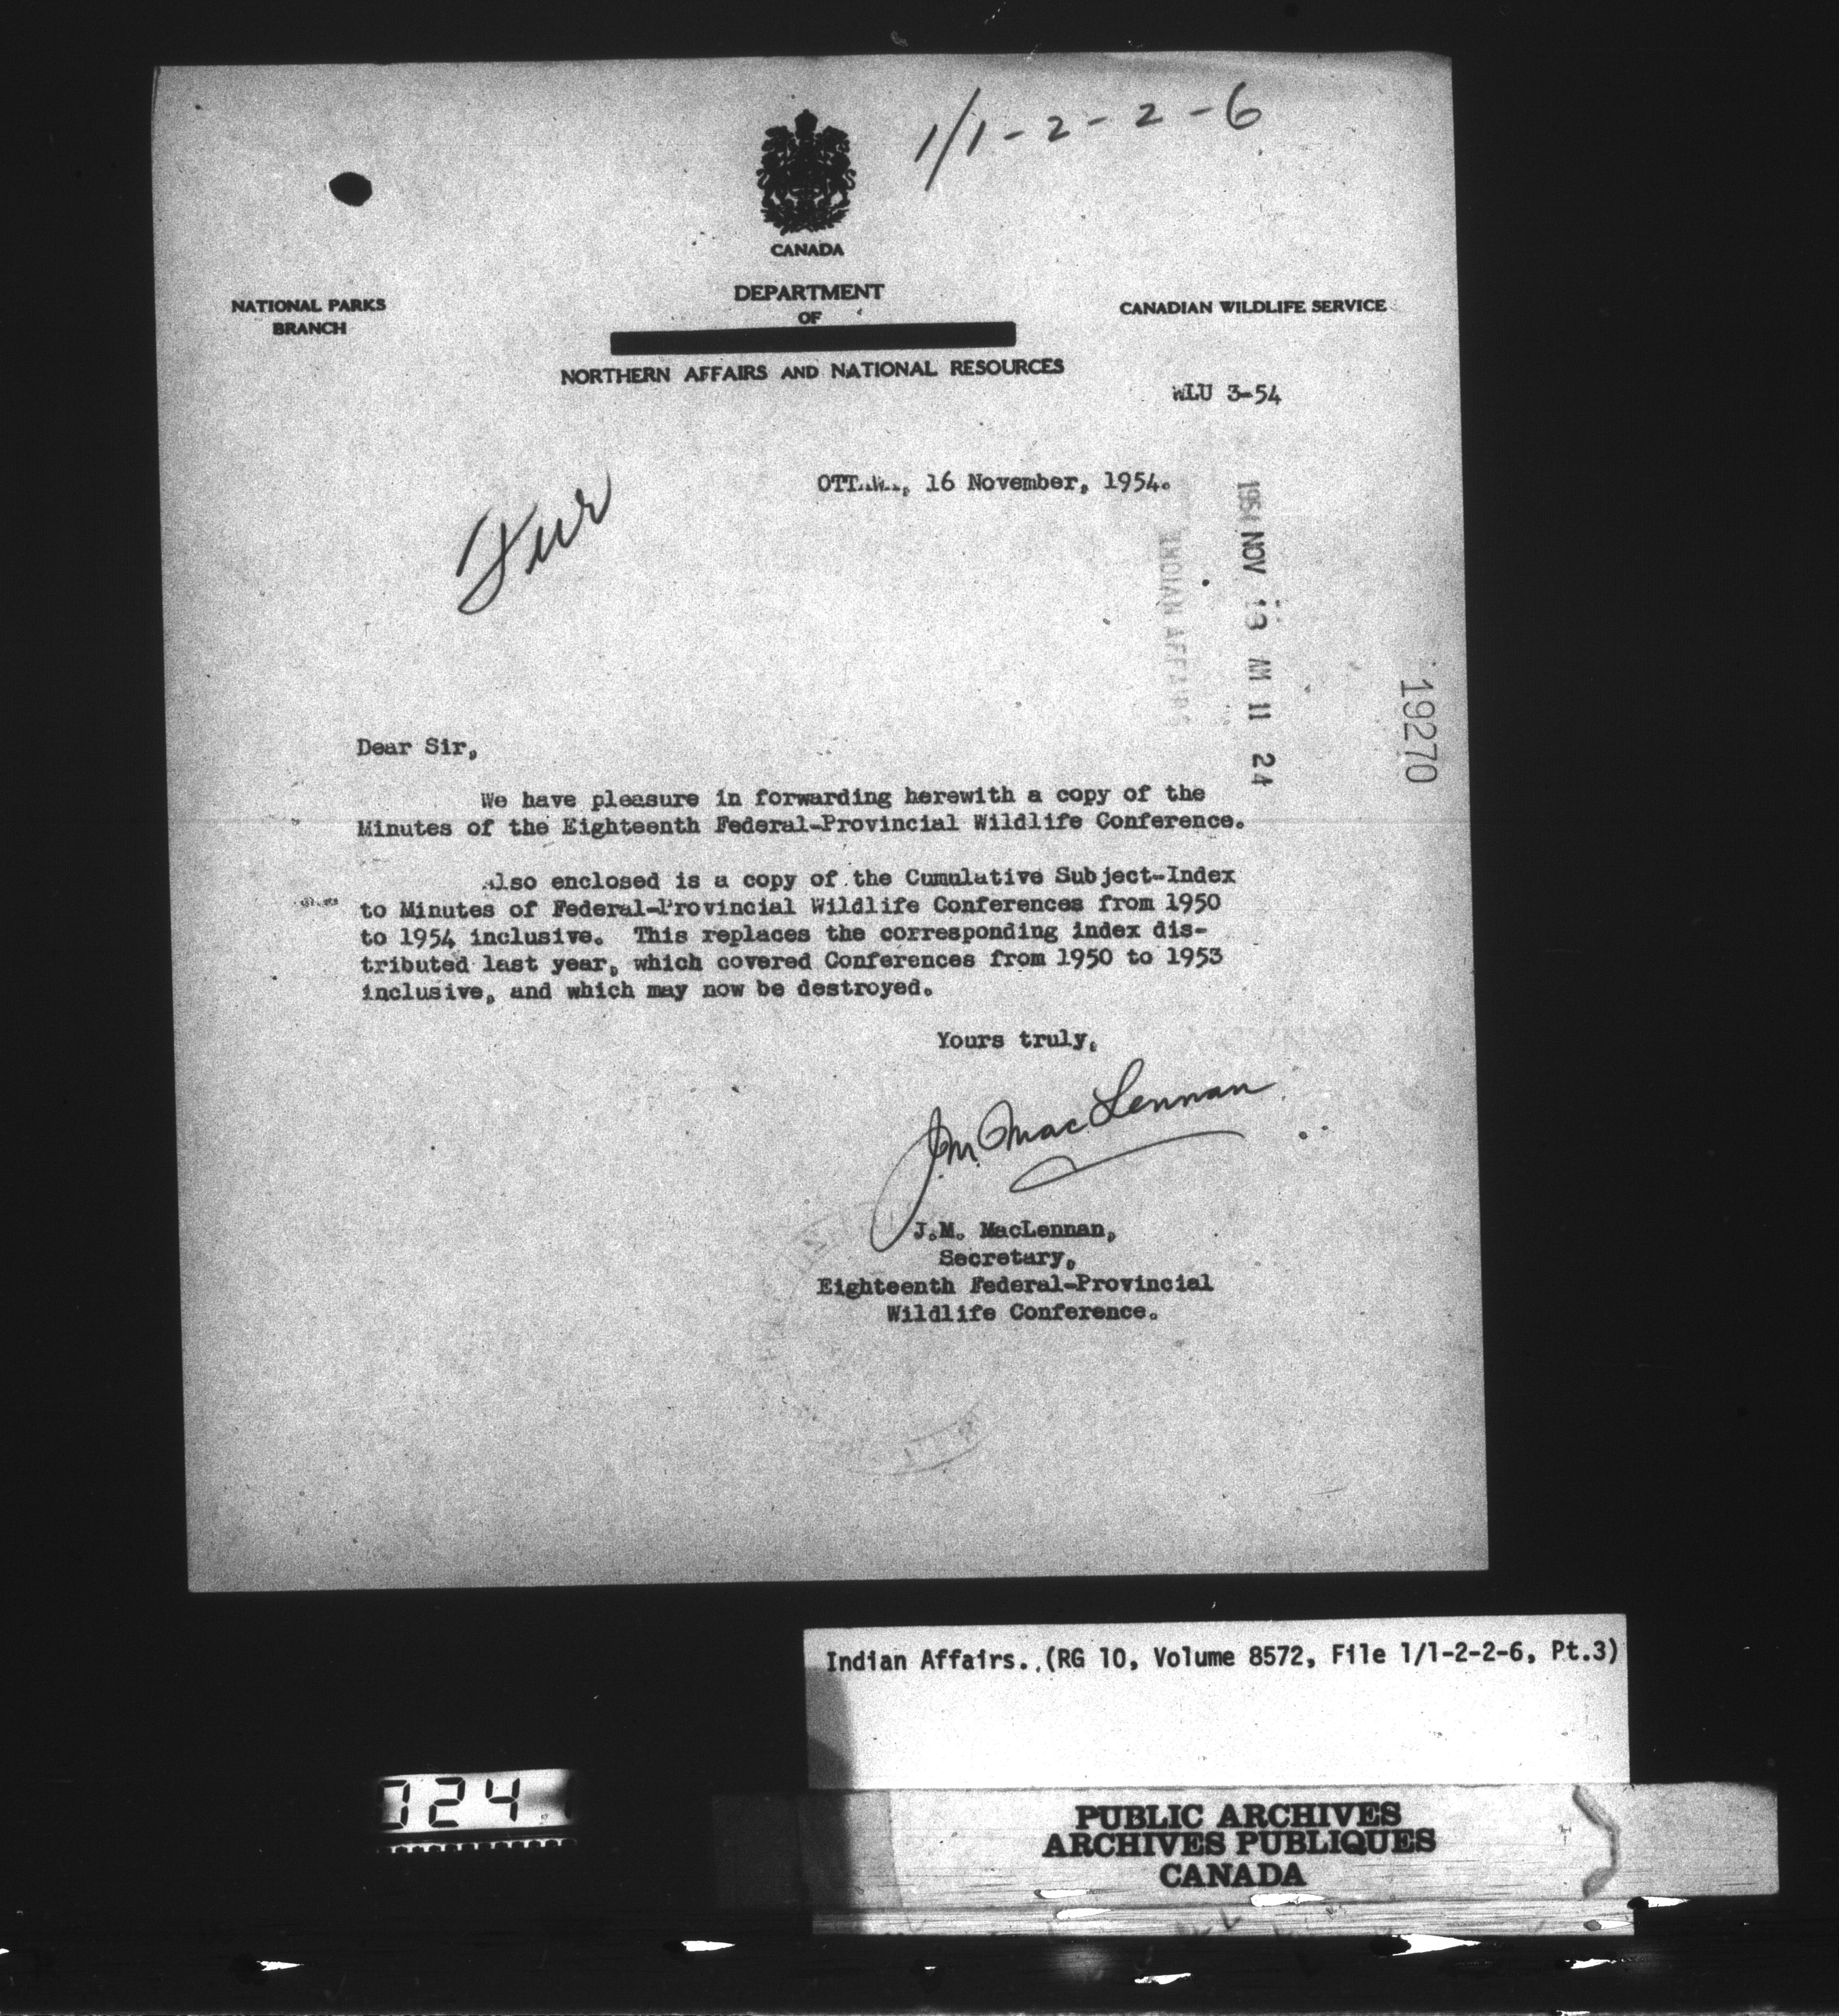 1/1-2-2-6
CANADA
NATIONAL PARKS
BRANCH
DEPARTMENT
OF
NORTHERN AFFAIRS AND NATIONAL RESOURCES
CANADIAN WILDLIFE SERVICE
WLU 3-54
OTTAWA, 16 November, 1954.
Fur
INDIAN AFFAIRS
1954 NOV AM 11 24
19270
Dear Sir,
We have pleasure in forwarding herewith a copy of the
Minutes of the Eighteenth Federal-Provincial Wildlife Conference.
Also enclosed is a copy of the Cumulative Subject-Index
to Minutes of Federal-Provincial Wildlife Conferences from 1950
to 1954 inclusive. This replaces the corresponding index dis-
tributed last year, which covered Conferences from 1950 to 1953
inclusive, and which may now be destroyed.
Yours truly,
J.M. MacLennan
J.M. MacLennan,
Secretary,
Eighteenth Federal-Provincial
Wildlife Conference.
Indian Affairs. (RG 10, Volume 8572, File 1/1-2-2-6, Pt.3)
024
PUBLIC ARCHIVES
ARCHIVES PUBLIQUES
CANADA